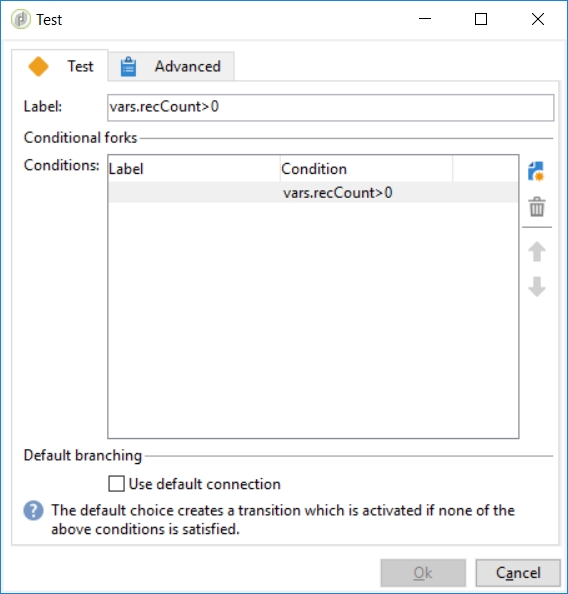 Test
Test
Advanced
Label:
vars.recCount>0
Conditional forks
Conditions:
Label
Condition
vars.recCount>0
Default branching
Use default connection
The default choice creates a transition which is activated if none of the
above conditions is satisfied.
Ok
Cancel